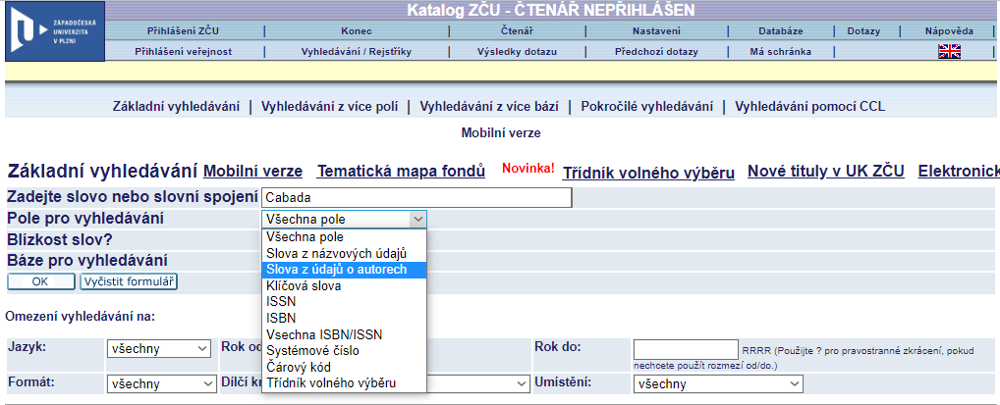 Katalog ZČU - ČTENÁŘ NEPŘIHLÁŠEN
ZÁPADOČESKÁ
UNIVERZITA
V PLZNI
Přihlášení ZČU | Konec | Čtenář | Nastavení | Databáze | Dotazy | Nápověda |
Přihlášení veřejnost | Vyhledávání / Rejstříky | Výsledky dotazu | Předchozí dotazy | Má schránka |
Základní vyhledávání | Vyhledávání z více polí | Vyhledávání z více bází | Pokročilé vyhledávání | Vyhledávání pomocí CCL
Mobilní verze
Základní vyhledávání Mobilní verze Tematická mapa fondů Novinka! Třídník volného výběru Nové tituly v UK ZČU Elektronick
Zadejte slovo nebo slovní spojení Cabada
Pole pro vyhledávání Všechna pole
Všechna pole
Blízkost slov?
Slova z názvových údajů
Báze pro vyhledávání
Slova z údajů o autorech
OK Vyčistit formulář
Klíčová slova
ISSN
ISBN
Omezení vyhledávání na:
Vsechna ISBN/ISSN
Systémové číslo
Čárový kód
Třídník volného výběru
Jazyk: všechny Rok od Rok do: RRRR (Použijte ? pro pravostranné zkrácení, pokud
nechcete použít rozmezí od/do.)
Formát: všechny Dílčí k Umístění: všechny